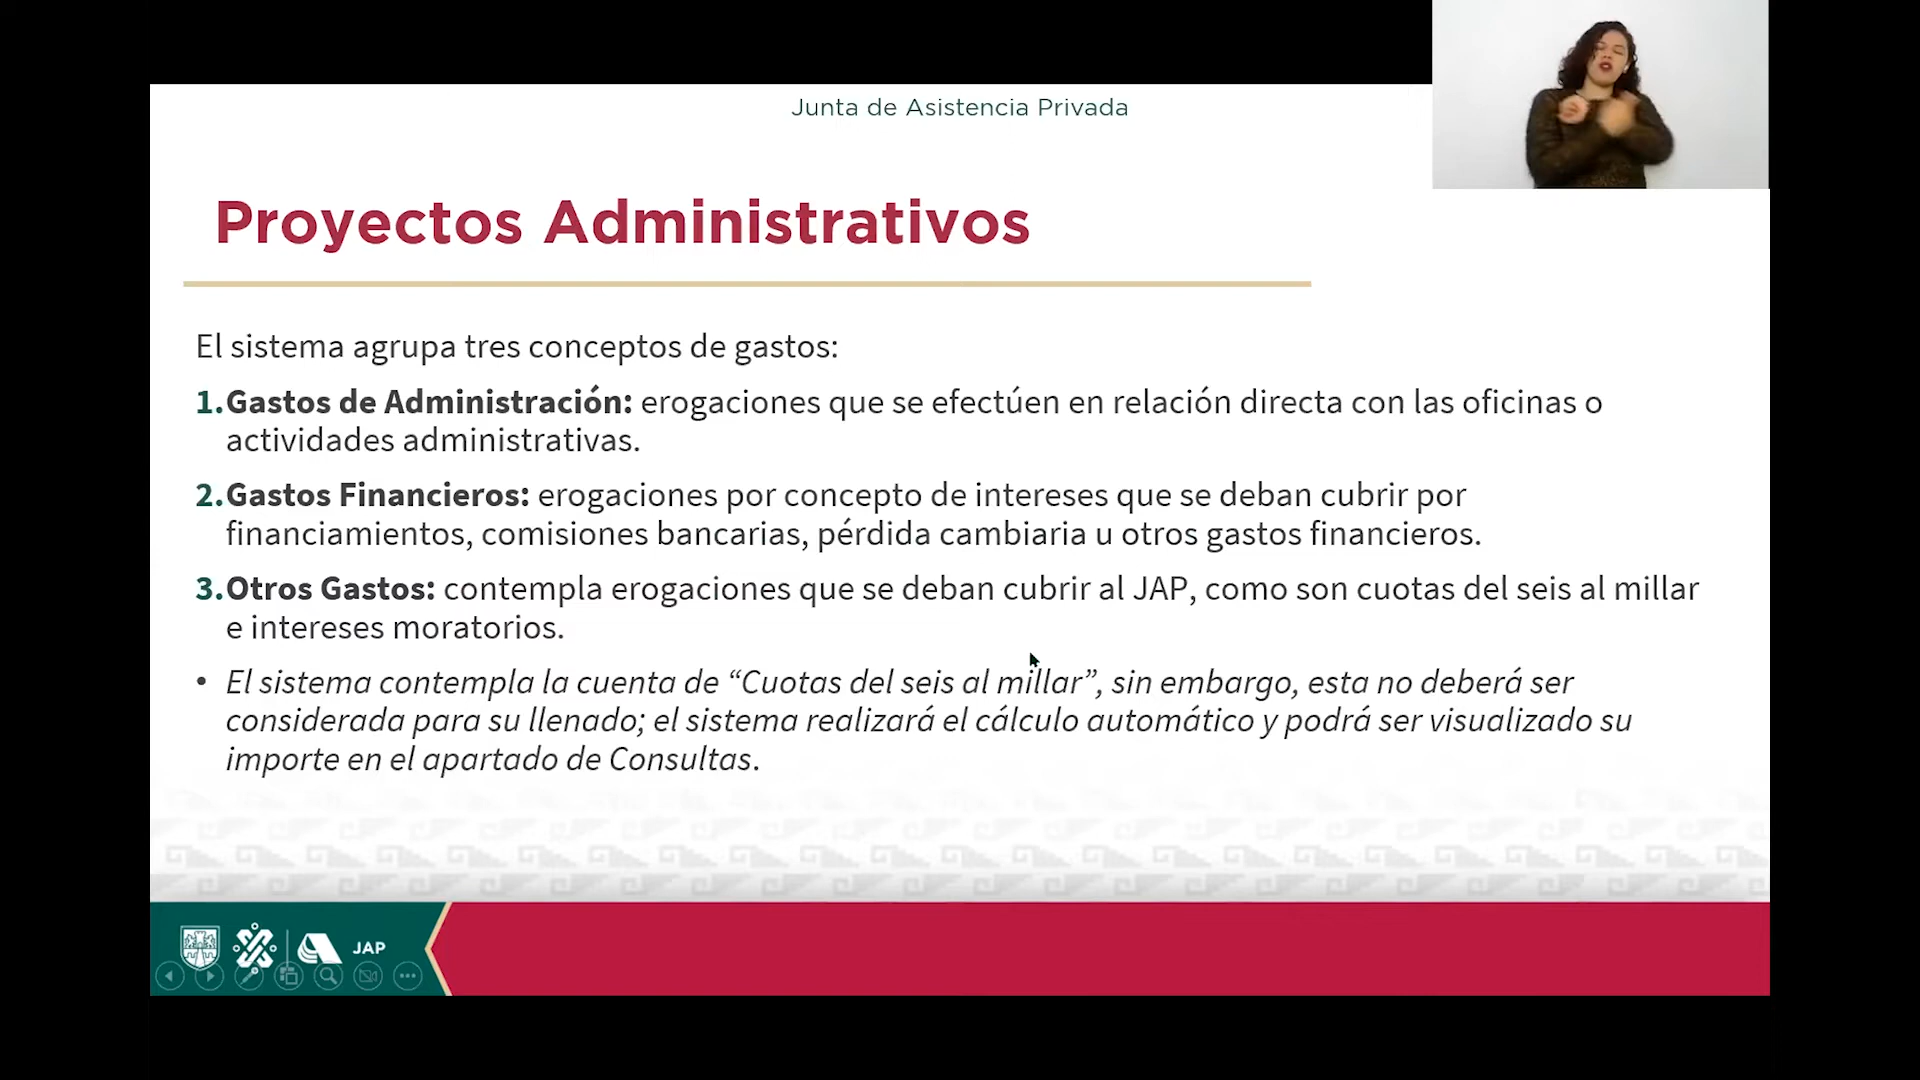 Junta de Asistencia Privada
Proyectos Administrativos
El sistema agrupa tres conceptos de gastos:
1. Gastos de Administración: erogaciones que se efectúen en relación directa con las oficinas o
actividades administrativas.
2. Gastos Financieros: erogaciones por concepto de intereses que se deban cubrir por
financiamientos, comisiones bancarias, pérdida cambiaria u otros gastos financieros.
3. Otros Gastos: contempla erogaciones que se deban cubrir al JAP, como son cuotas del seis al millar
e intereses moratorios.
• El sistema contempla la cuenta de “Cuotas del seis al millar”, sin embargo, esta no deberá ser
considerada para su llenado; el sistema realizará el cálculo automático y podrá ser visualizado su
importe en el apartado de Consultas.
JAP